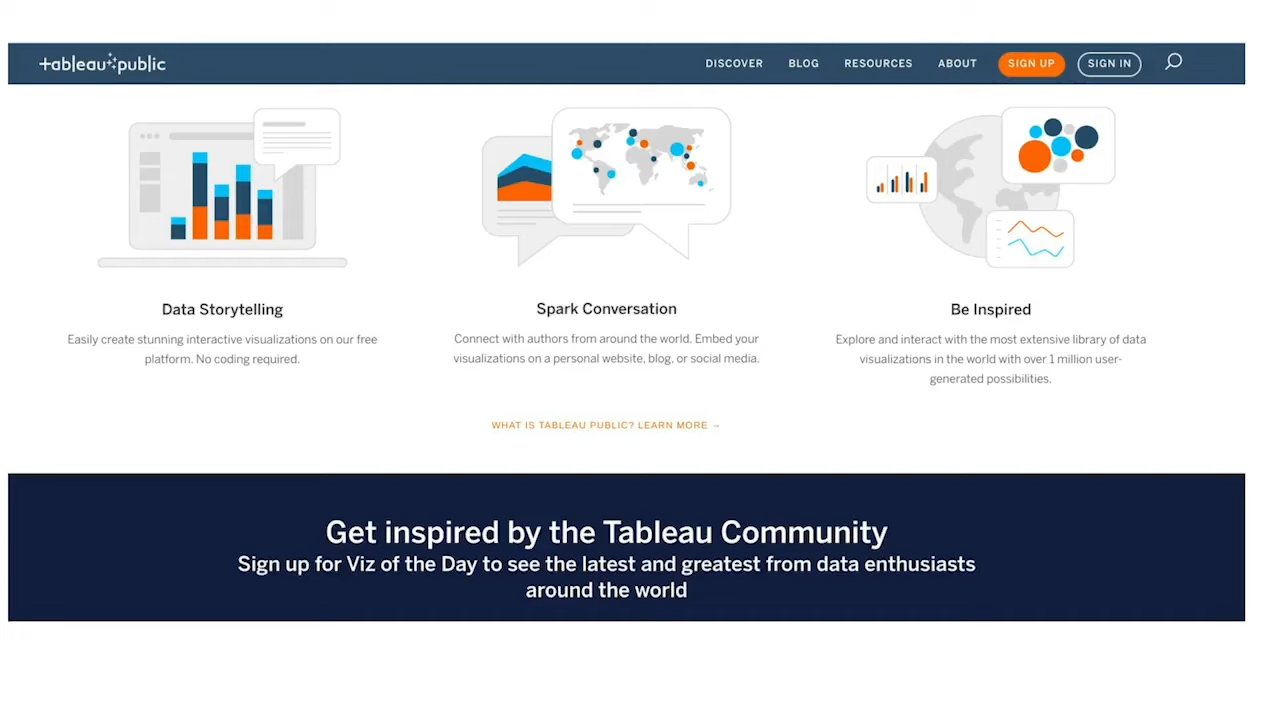 tableau public
DISCOVER BLOG RESOURCES ABOUT SIGN UP SIGN IN
Data Storytelling
Easily create stunning interactive visualizations on our free
platform. No coding required.
Spark Conversation
Connect with authors from around the world. Embed your
visualizations on a personal website, blog, or social media.
Be Inspired
Explore and interact with the most extensive library of data
visualizations in the world with over 1 million user-
generated possibilities.
WHAT IS TABLEAU PUBLIC? LEARN MORE →
Get inspired by the Tableau Community
Sign up for Viz of the Day to see the latest and greatest from data enthusiasts
around the world